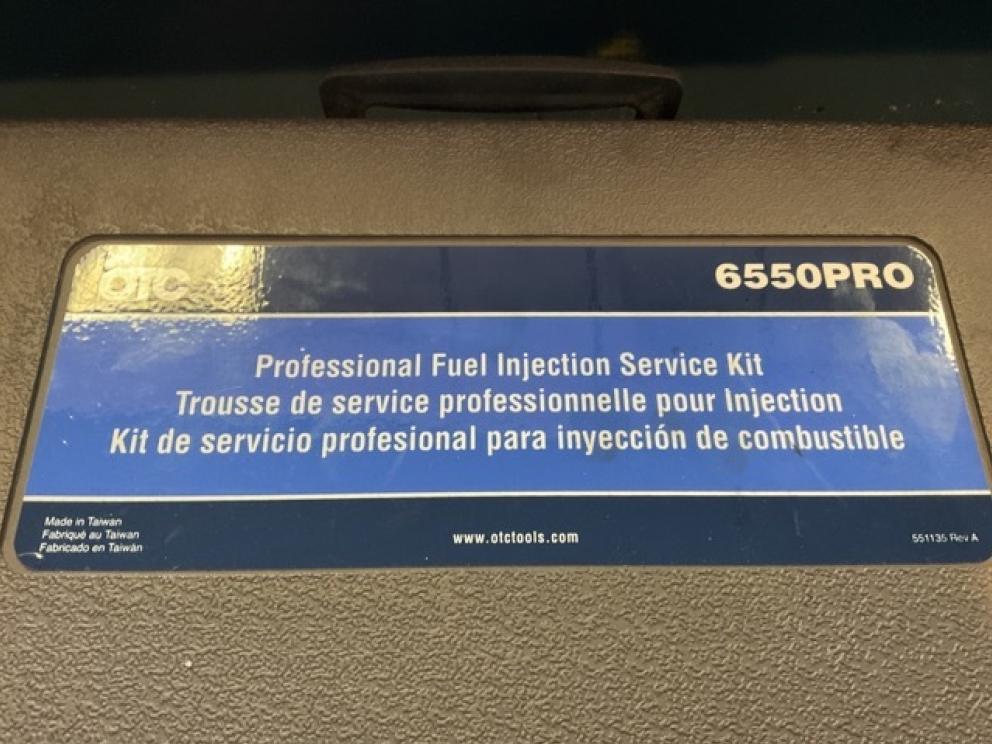 OTC
6550PRO
Professional Fuel Injection Service Kit
Trousse de service professionnelle pour Injection
Kit de servicio profesional para inyección de combustible
Made in Taiwan
Fabriqué au Taiwan
Fabricado en Taiwán
www.otctools.com
551135 Rev A